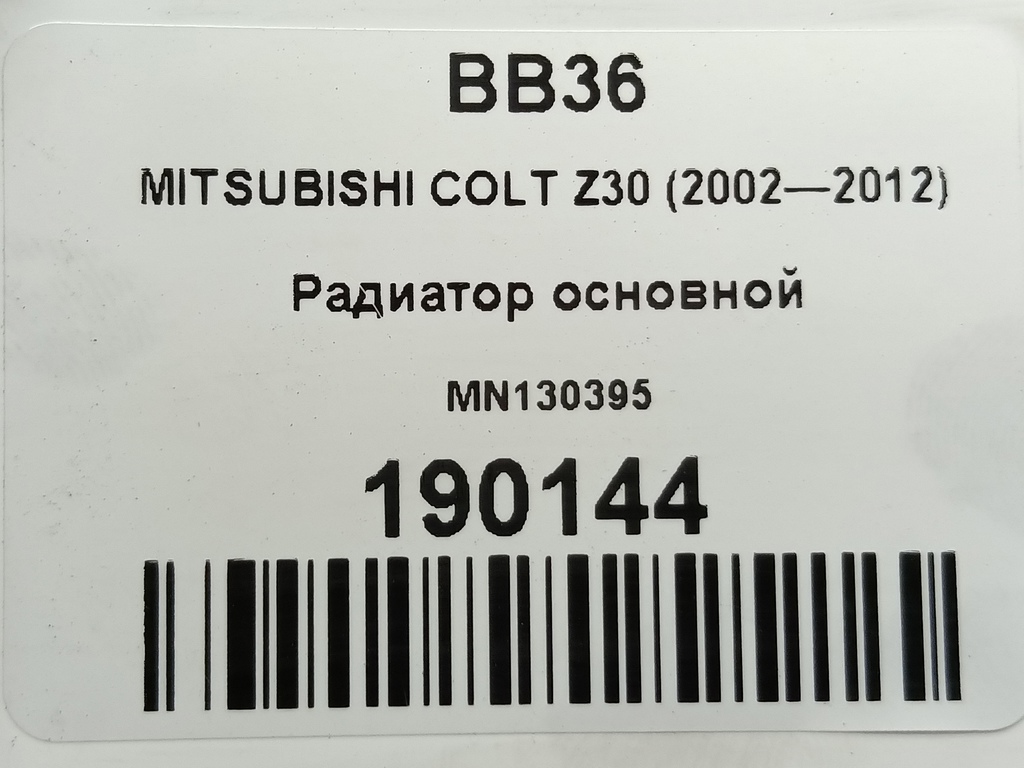 BB36
MITSUBISHI COLT Z30 (2002—2012)
Радиатор основной
MN130395
190144